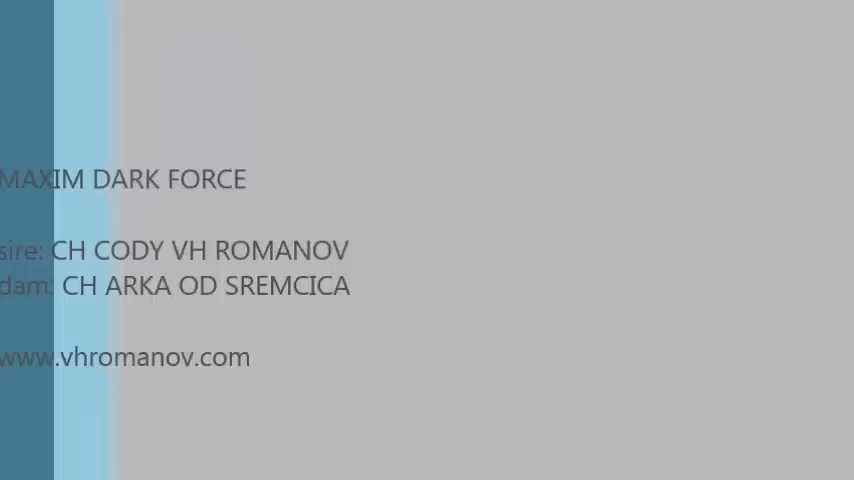 MAXIM DARK FORCE
sire: CH CODY VH ROMANOV
dam: CH ARKA OD SREMCICA
www.vhromanov.com